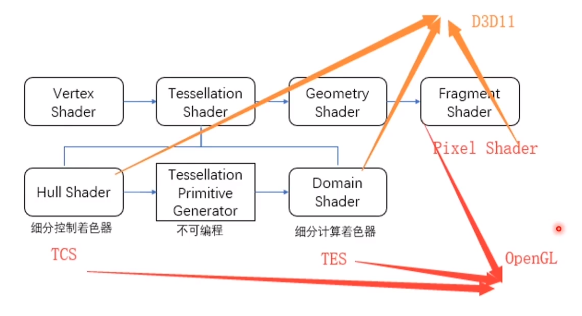 D3D11
Vertex
Shader
Tessellation
Shader
Geometry
Shader
Fragment
Shader
Pixel Shader
Hull Shader
Tessellation
Primitive
Generator
Domain
Shader
细分控制着色器
不可编程
细分计算着色器
TCS
TES
OpenGL